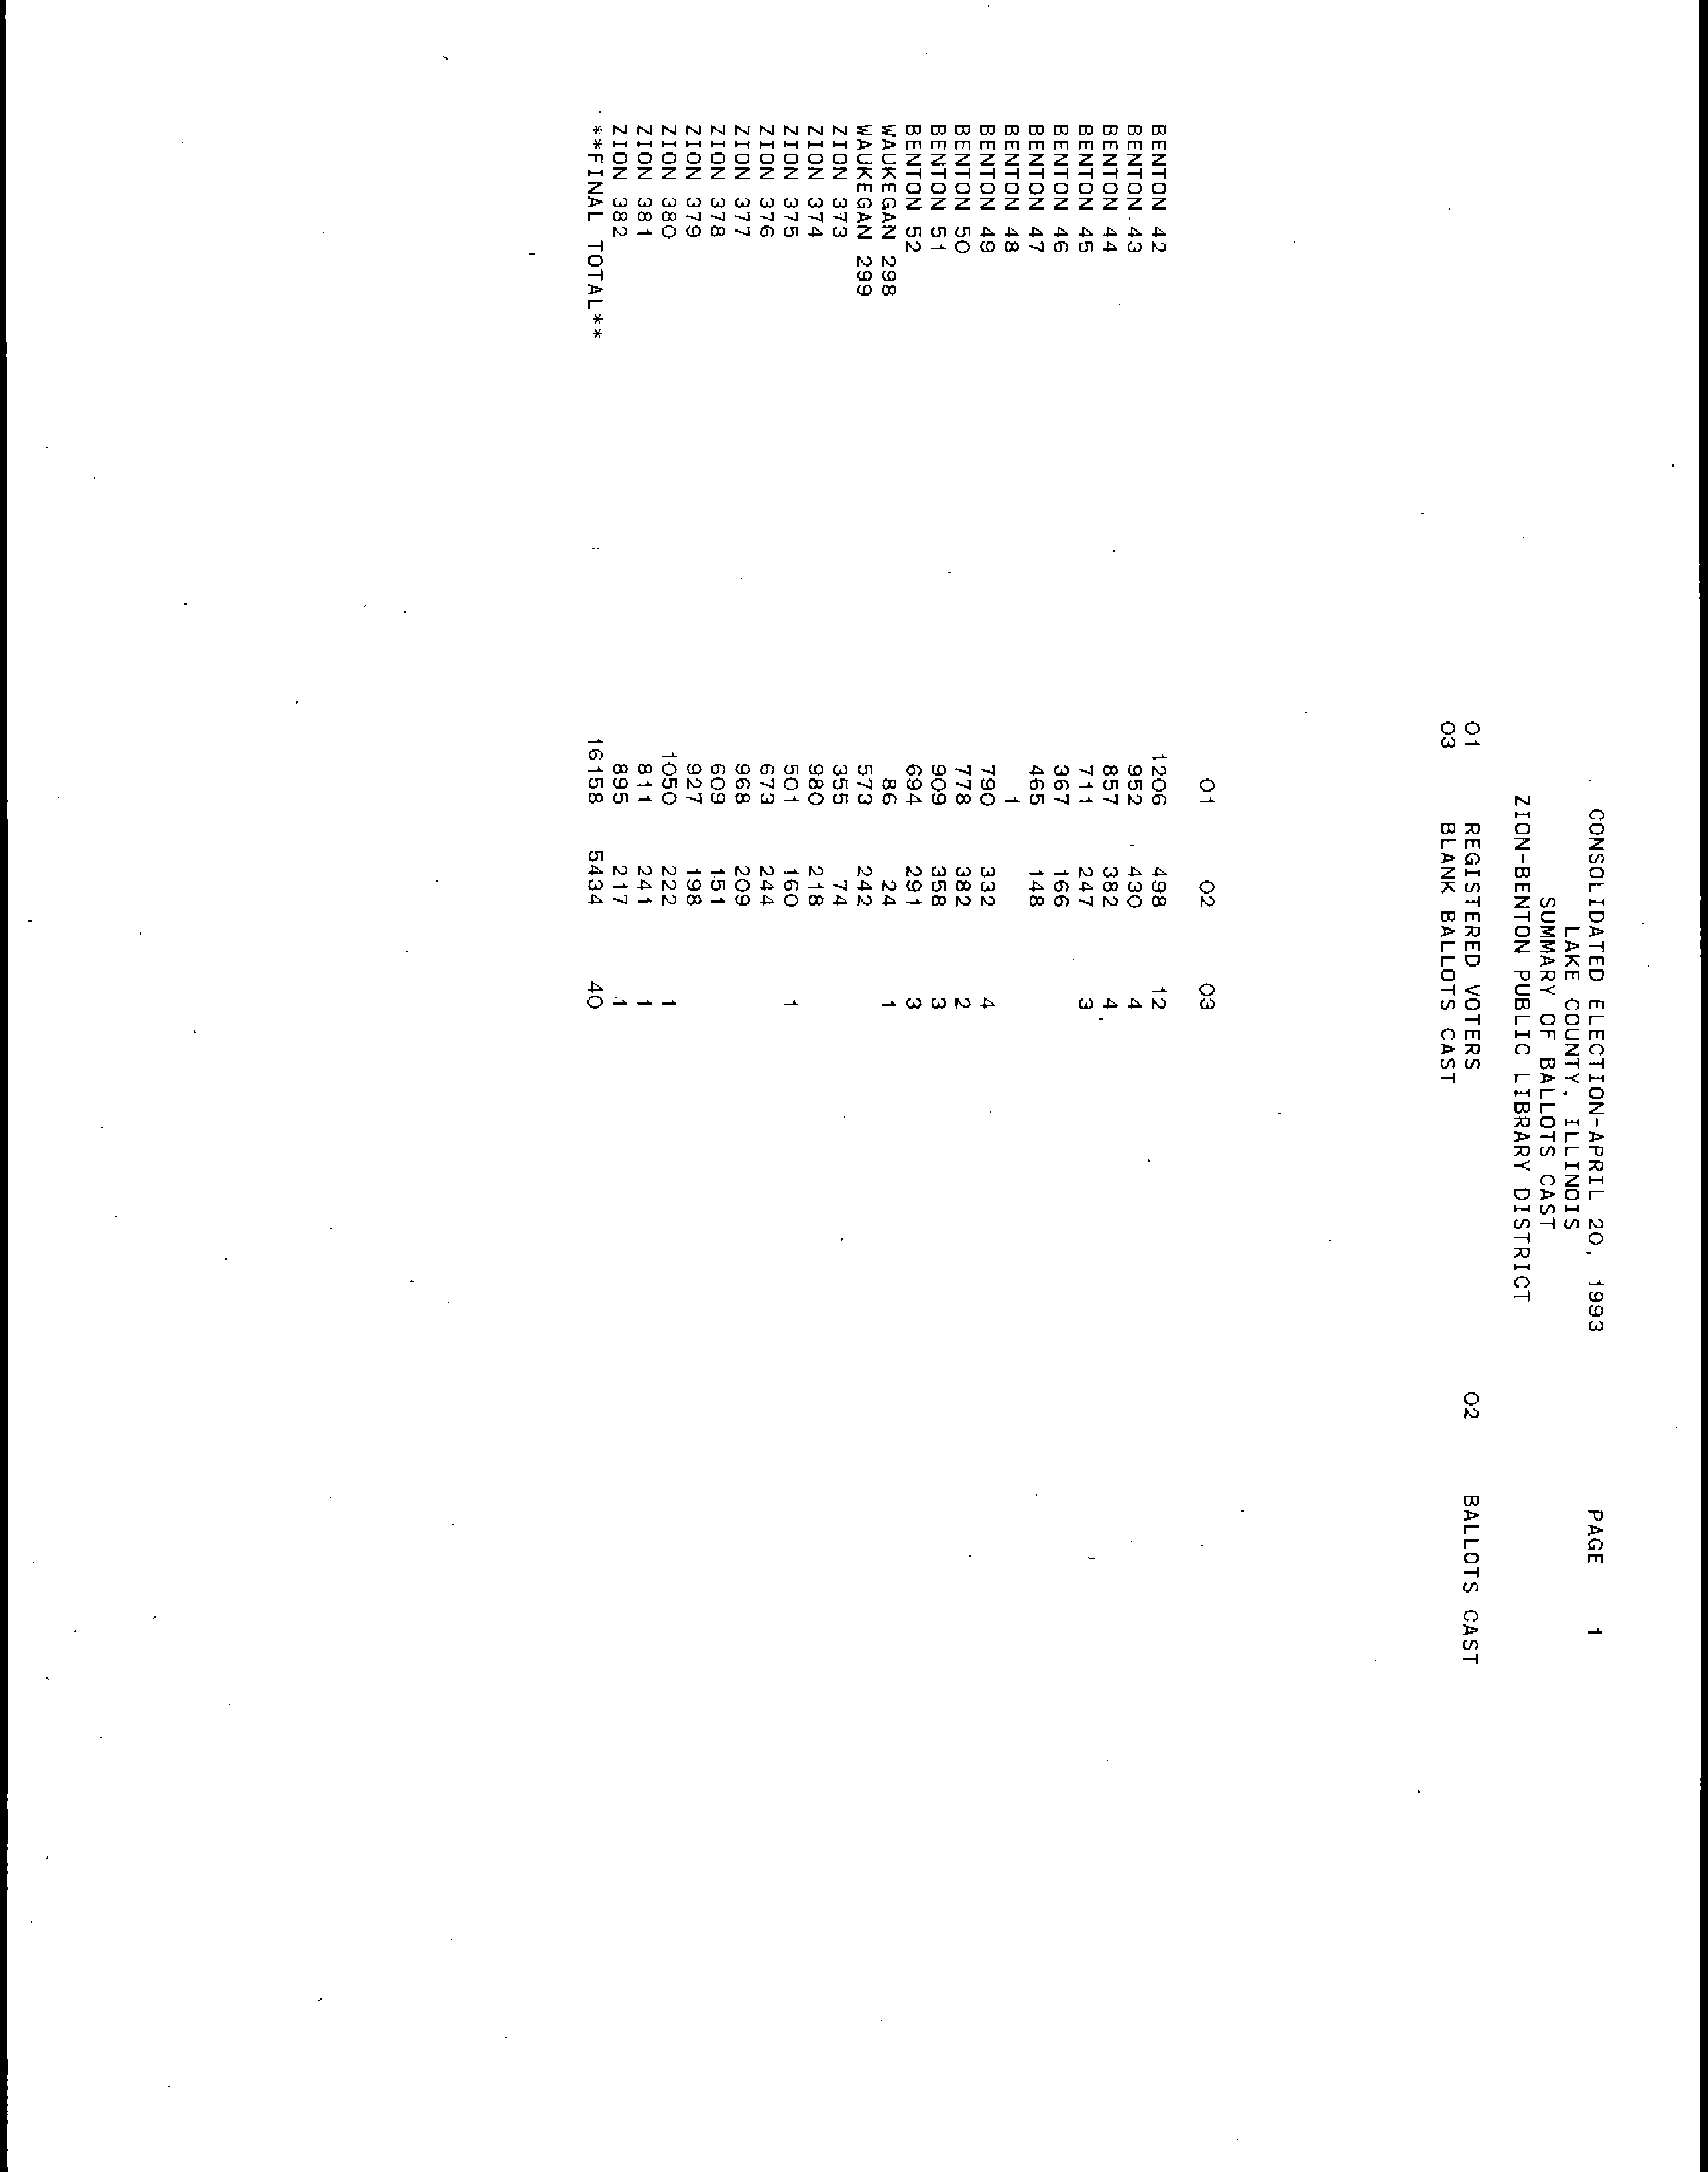 CONSOLIDATED ELECTION-APRIL 20, 1993 PAGE 1
LAKE COUNTY, ILLINOIS
SUMMARY OF BALLOTS CAST
ZION-BENTON PUBLIC LIBRARY DISTRICT
01 REGISTERED VOTERS 02 BALLOTS CAST
03 BLANK BALLOTS CAST
01 02 03
BENTON 42 1206 498 12
BENTON 43 952 430 4
BENTON 44 857 382 4
BENTON 45 711 247 3
BENTON 46 367 166
BENTON 47 465 148
BENTON 48 1
BENTON 49 790 332 4
BENTON 50 778 382 2
BENTON 51 909 358 3
BENTON 52 694 291 3
WAUKEGAN 298 86 24 1
WAUKEGAN 299 573 242
ZION 373 355 74
ZION 374 980 218
ZION 375 501 160 1
ZION 376 673 244
ZION 377 968 209
ZION 378 609 151
ZION 379 927 198
ZION 380 1050 222 1
ZION 381 811 241 1
ZION 382 895 217 1
**FINAL TOTAL** 16158 5434 40